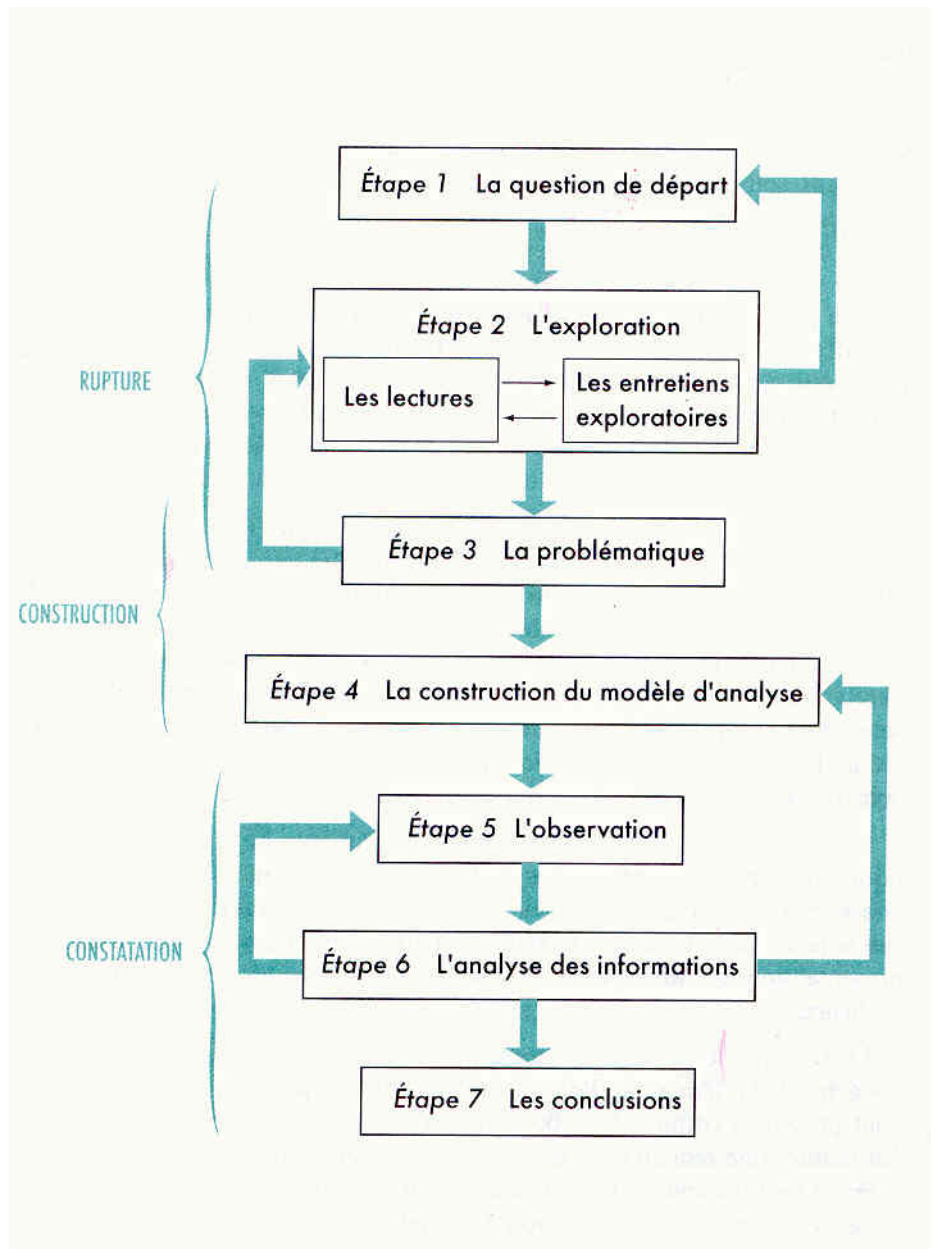 Étape 1 La question de départ
Étape 2 L'exploration
RUPTURE
Les lectures
Les entretiens
exploratoires
Étape 3 La problématique
CONSTRUCTION
Étape 4 La construction du modèle d'analyse
Étape 5 L'observation
CONSTATATION
Étape 6 L'analyse des informations
Étape 7 Les conclusions